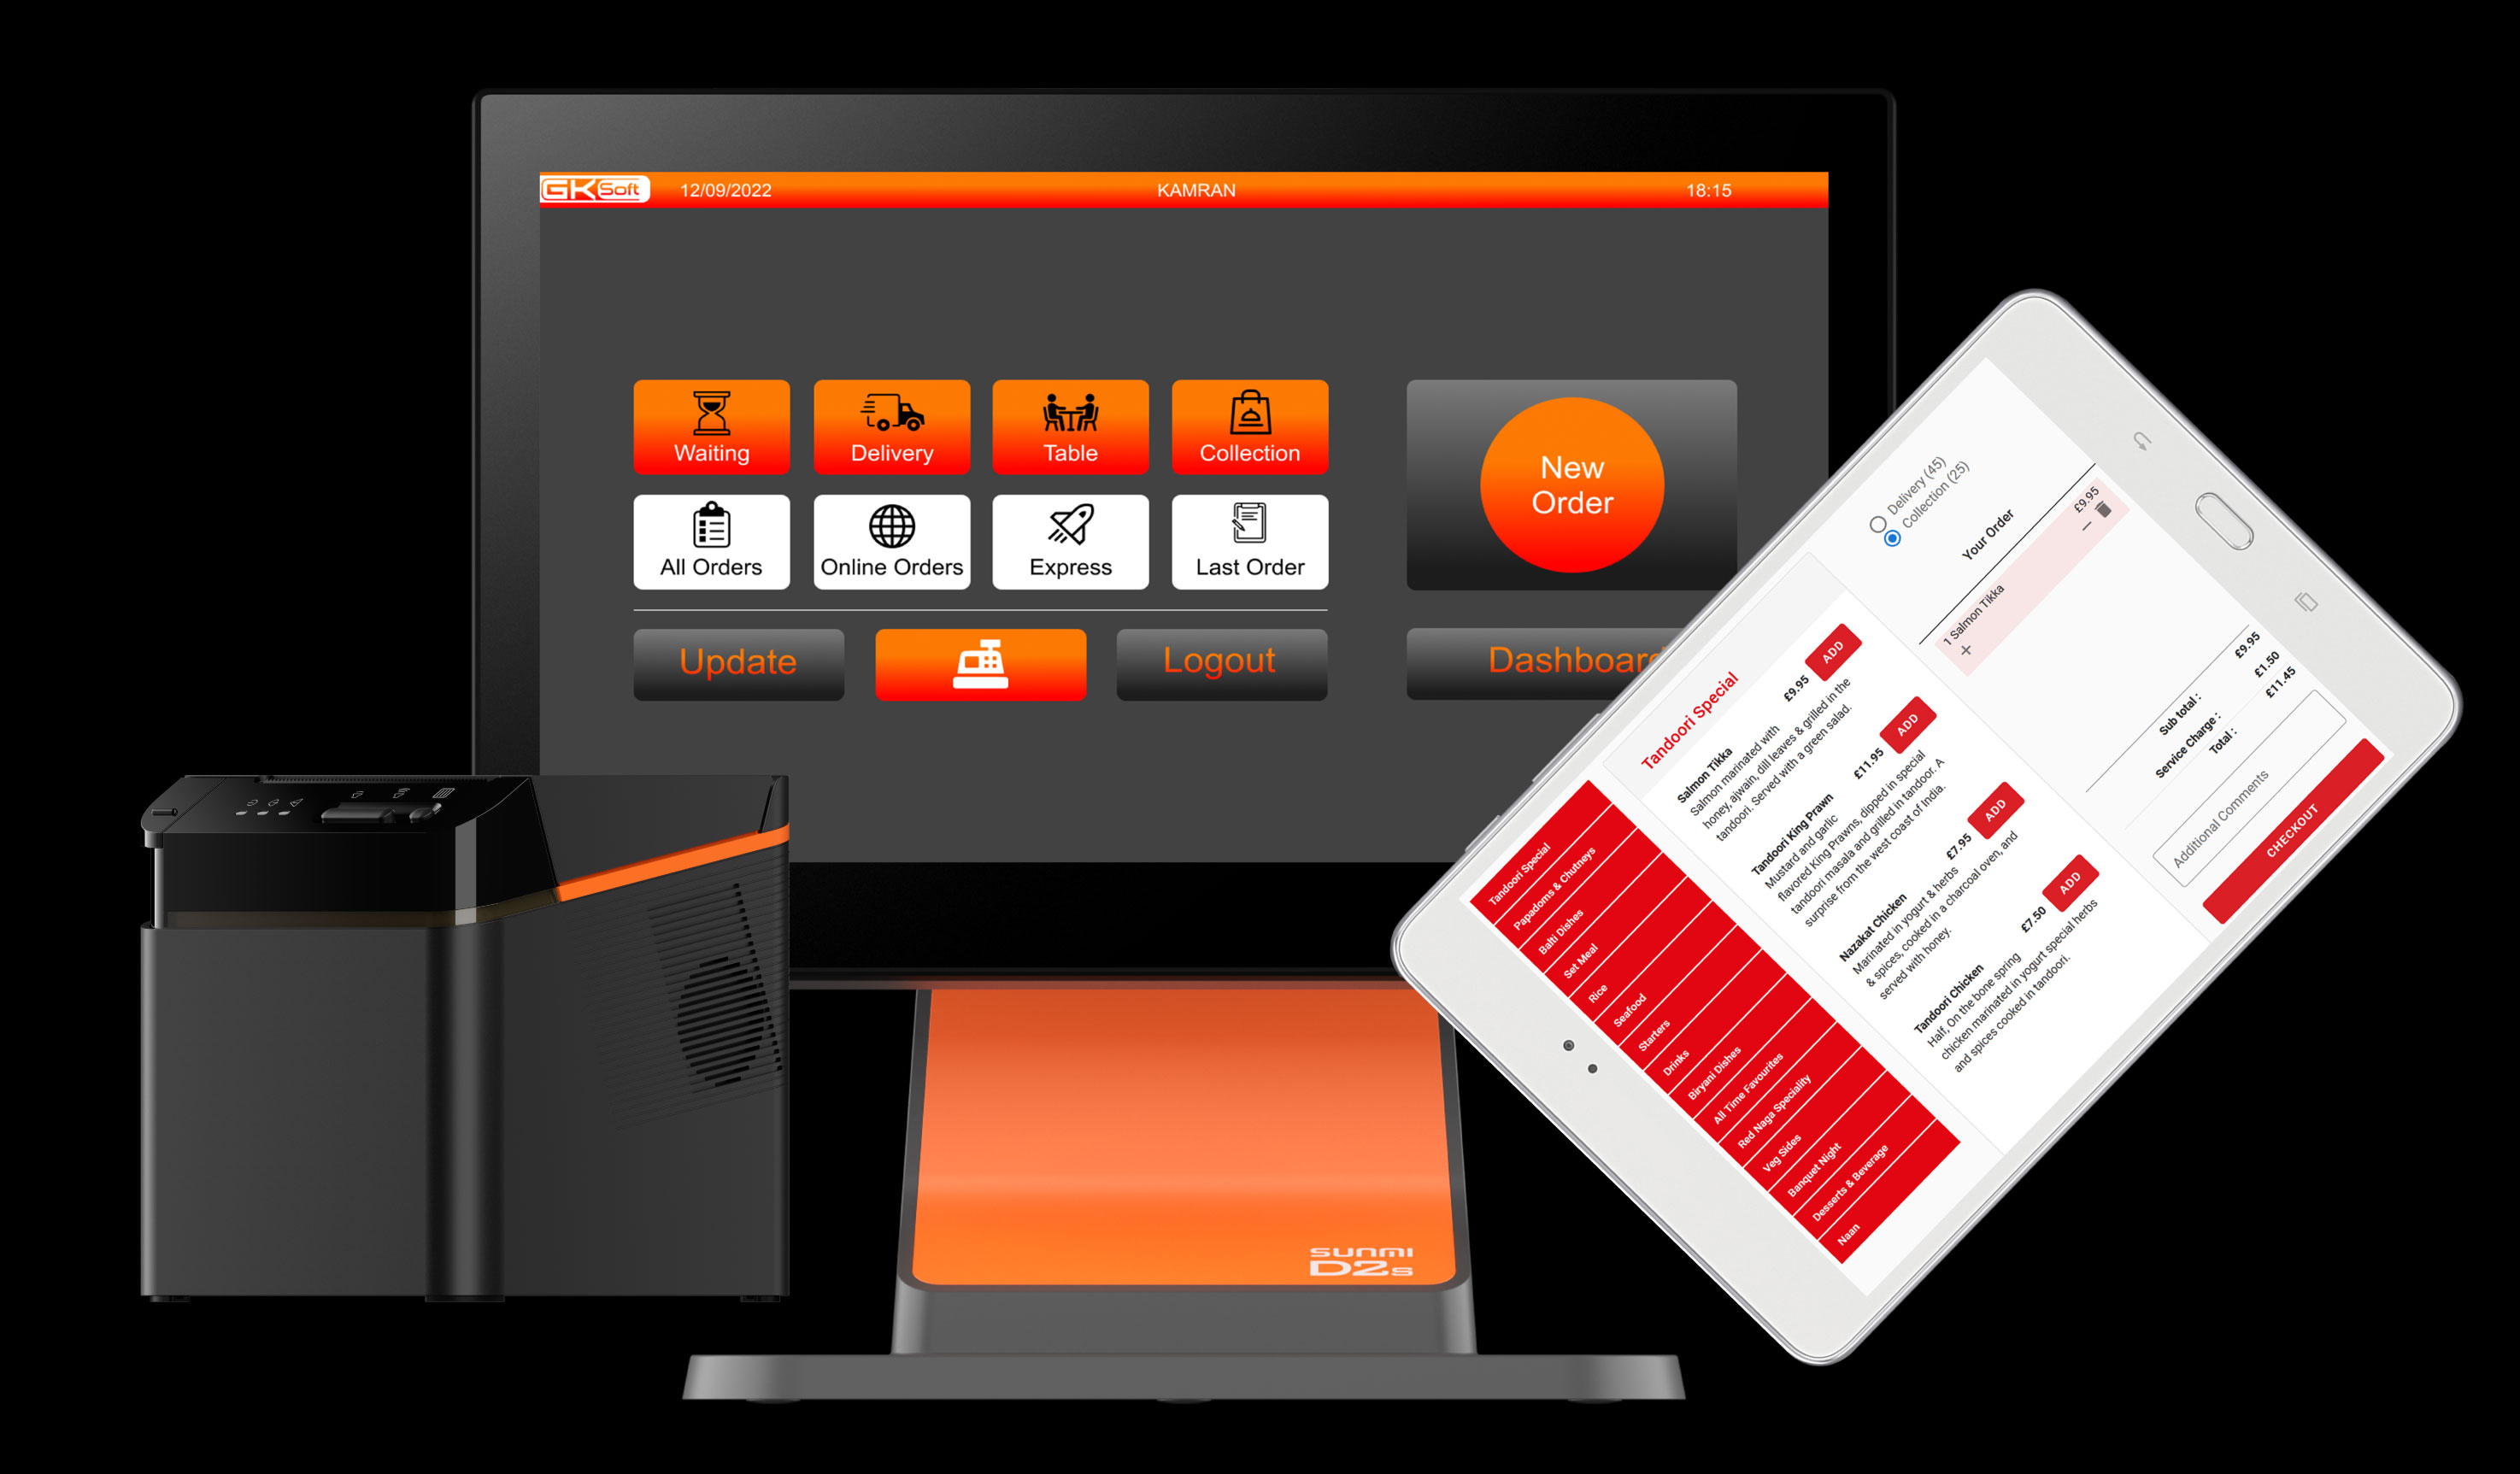 GK Soft
12/09/2022
KAMRAN
18:15
Waiting
Delivery
Table
Collection
New
Order
All Orders
Online Orders
Express
Last Order
Update
Logout
Dashboard
SUNMI
D2s
Tandoori Special
Papadoms & Chutneys
Balti Dishes
Set Meal
Rice
Seafood
Starters
Drinks
Biryani Dishes
All Time Favourites
Red Naga Speciality
Veg Sides
Banquet Night
Desserts & Beverage
Naan
Tandoori Special
Salmon Tikka
£9.95
ADD
Salmon marinated with
honey, ajwain, dill leaves & grilled in the
tandoori. Served with a green salad.
Tandoori King Prawn
£11.95
ADD
Mustard and garlic
flavored King Prawns, dipped in special
tandoori masala and grilled in tandoor. A
surprise from the west coast of India.
Nazakat Chicken
£7.95
ADD
Marinated in yogurt & herbs
& spices, cooked in a charcoal oven, and
served with honey.
Tandoori Chicken
£7.50
ADD
Half, On the bone spring
chicken marinated in yogurt special herbs
and spices cooked in tandoori.
Delivery (45)
Collection (25)
Your Order
1 Salmon Tikka
£9.95
+
−
Sub total :
£9.95
Service Charge :
£1.50
Total :
£11.45
Additional Comments
CHECKOUT